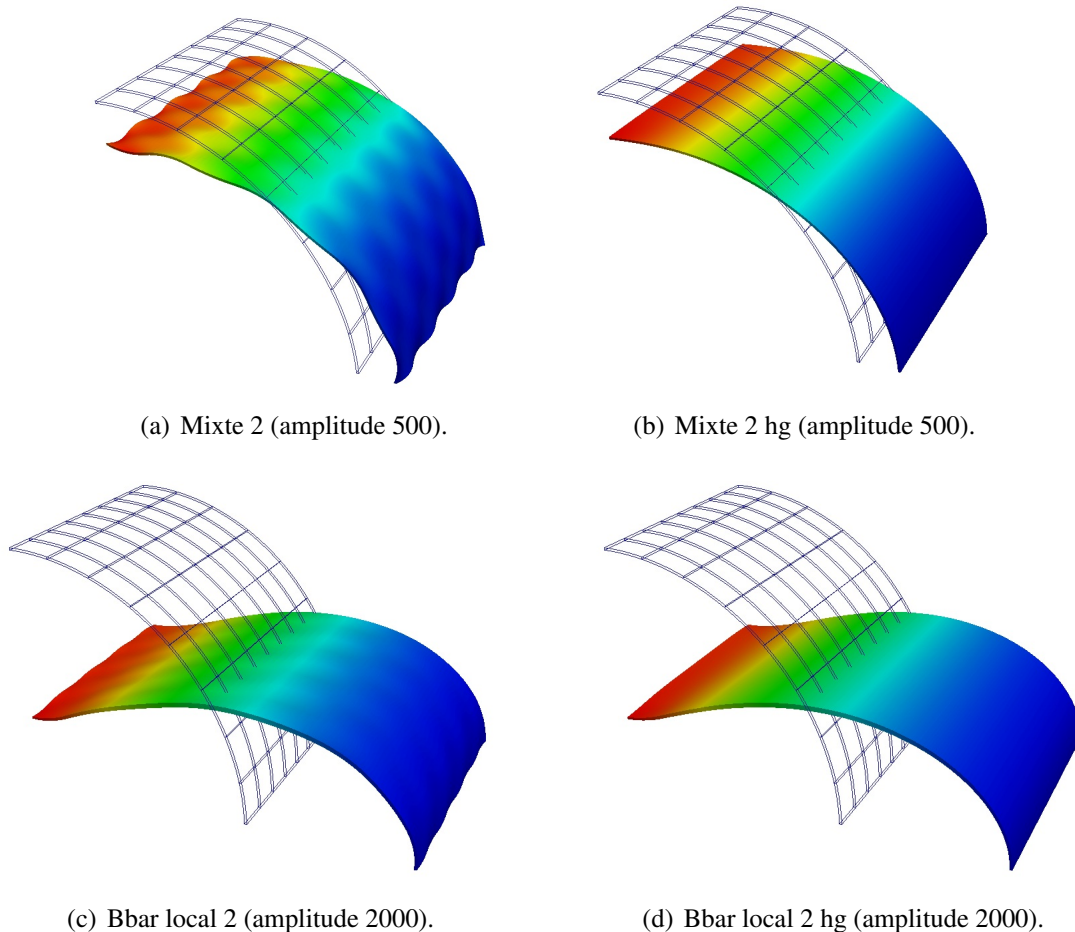 (a) Mixte 2 (amplitude 500).
(b) Mixte 2 hg (amplitude 500).
(c) Bbar local 2 (amplitude 2000).
(d) Bbar local 2 hg (amplitude 2000).